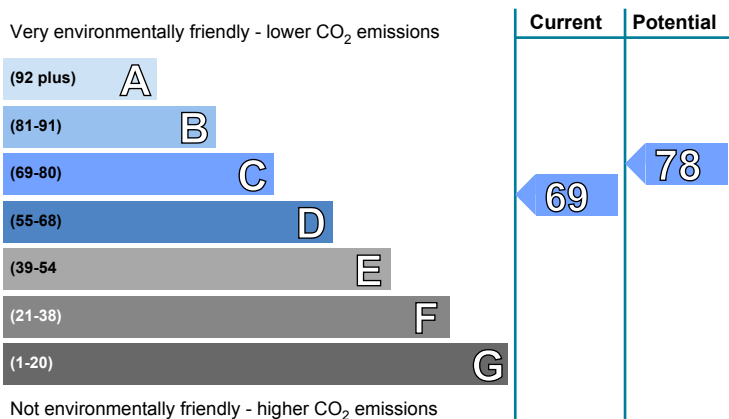 Very environmentally friendly - lower CO₂ emissions
Current
Potential
(92 plus) A
(81-91) B
(69-80) C
(55-68) D
(39-54 E
(21-38) F
(1-20) G
69
78
Not environmentally friendly - higher CO₂ emissions